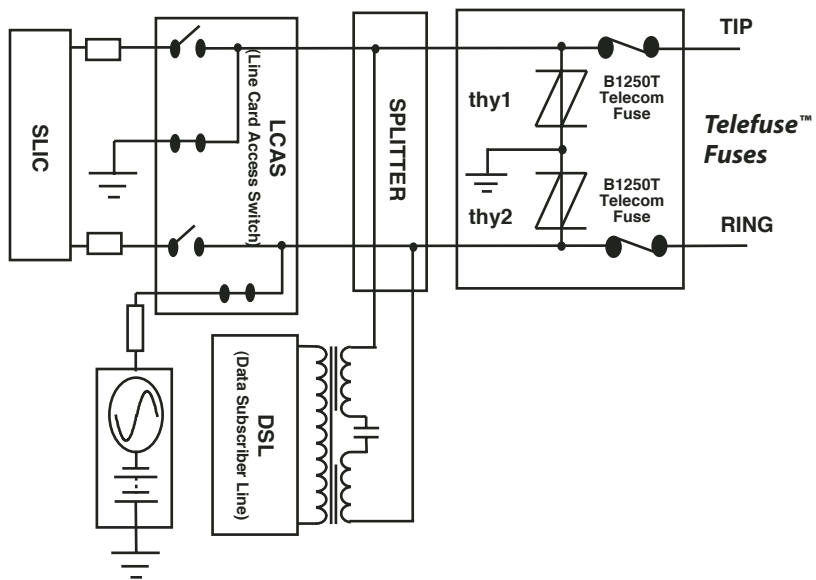 TIP
B1250T
Telecom
Fuse
thy1
Telefuse™
Fuses
B1250T
Telecom
Fuse
thy2
RING
SPLITTER
LCAS
(Line Card Access Switch)
SLIC
DSL
(Data Subscriber Line)